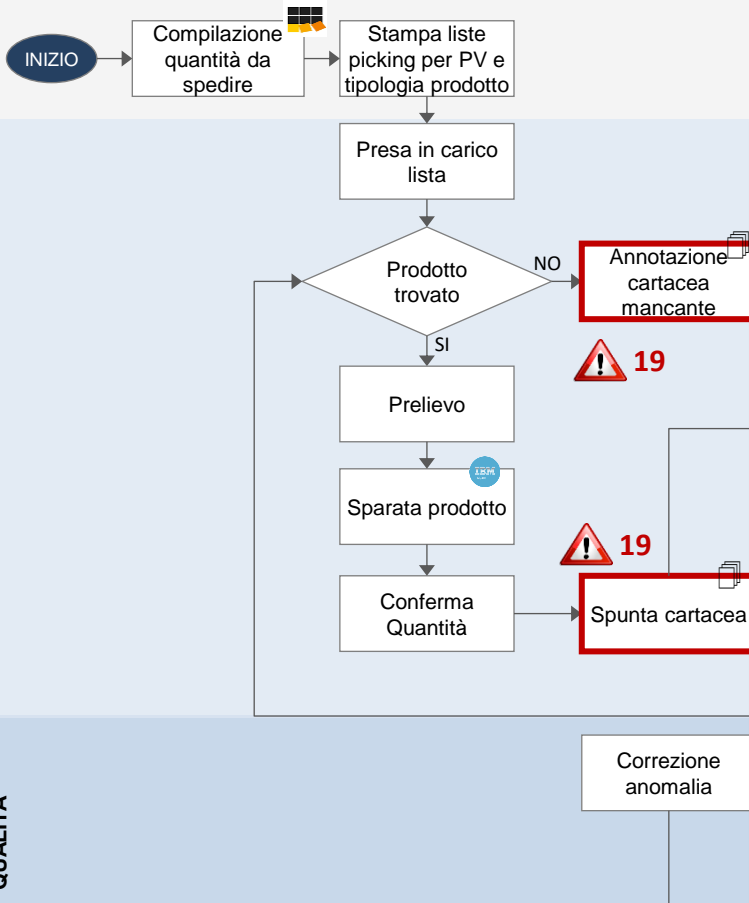 INIZIO
Compilazione
quantità da
spedire
Stampa liste
picking per PV e
tipologia prodotto
Presa in carico
lista
Prodotto
trovato
NO
Annotazione
cartacea
mancante
19
SI
Prelievo
IBM
Sparata prodotto
19
Conferma
Quantità
Spunta cartacea
Correzione
anomalia